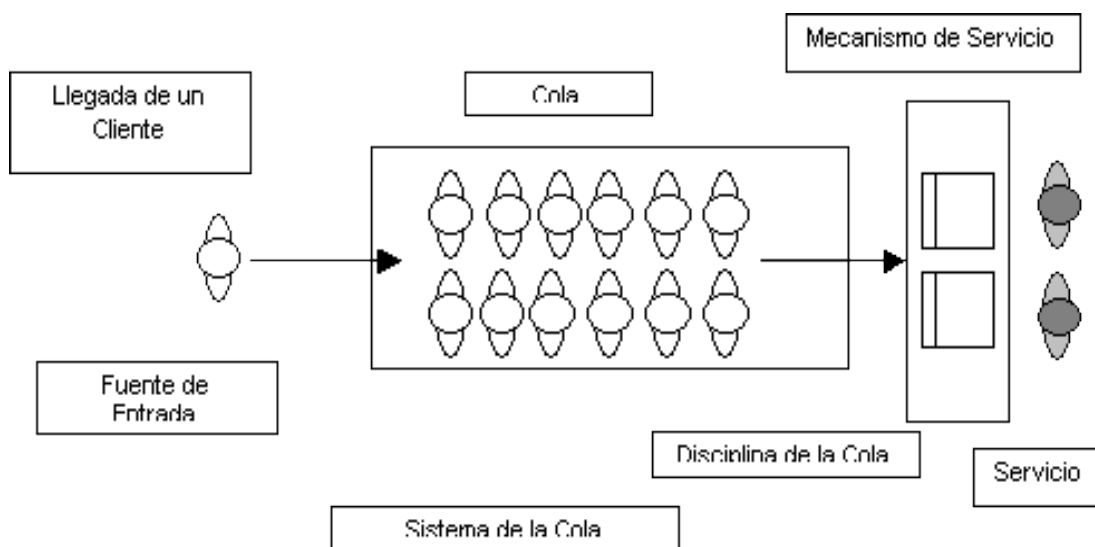 Mecanismo de Servicio
Llegada de un
Cliente
Cola
Fuente de
Entrada
Disciplina de la Cola
Servicio
Sistema de la Cola